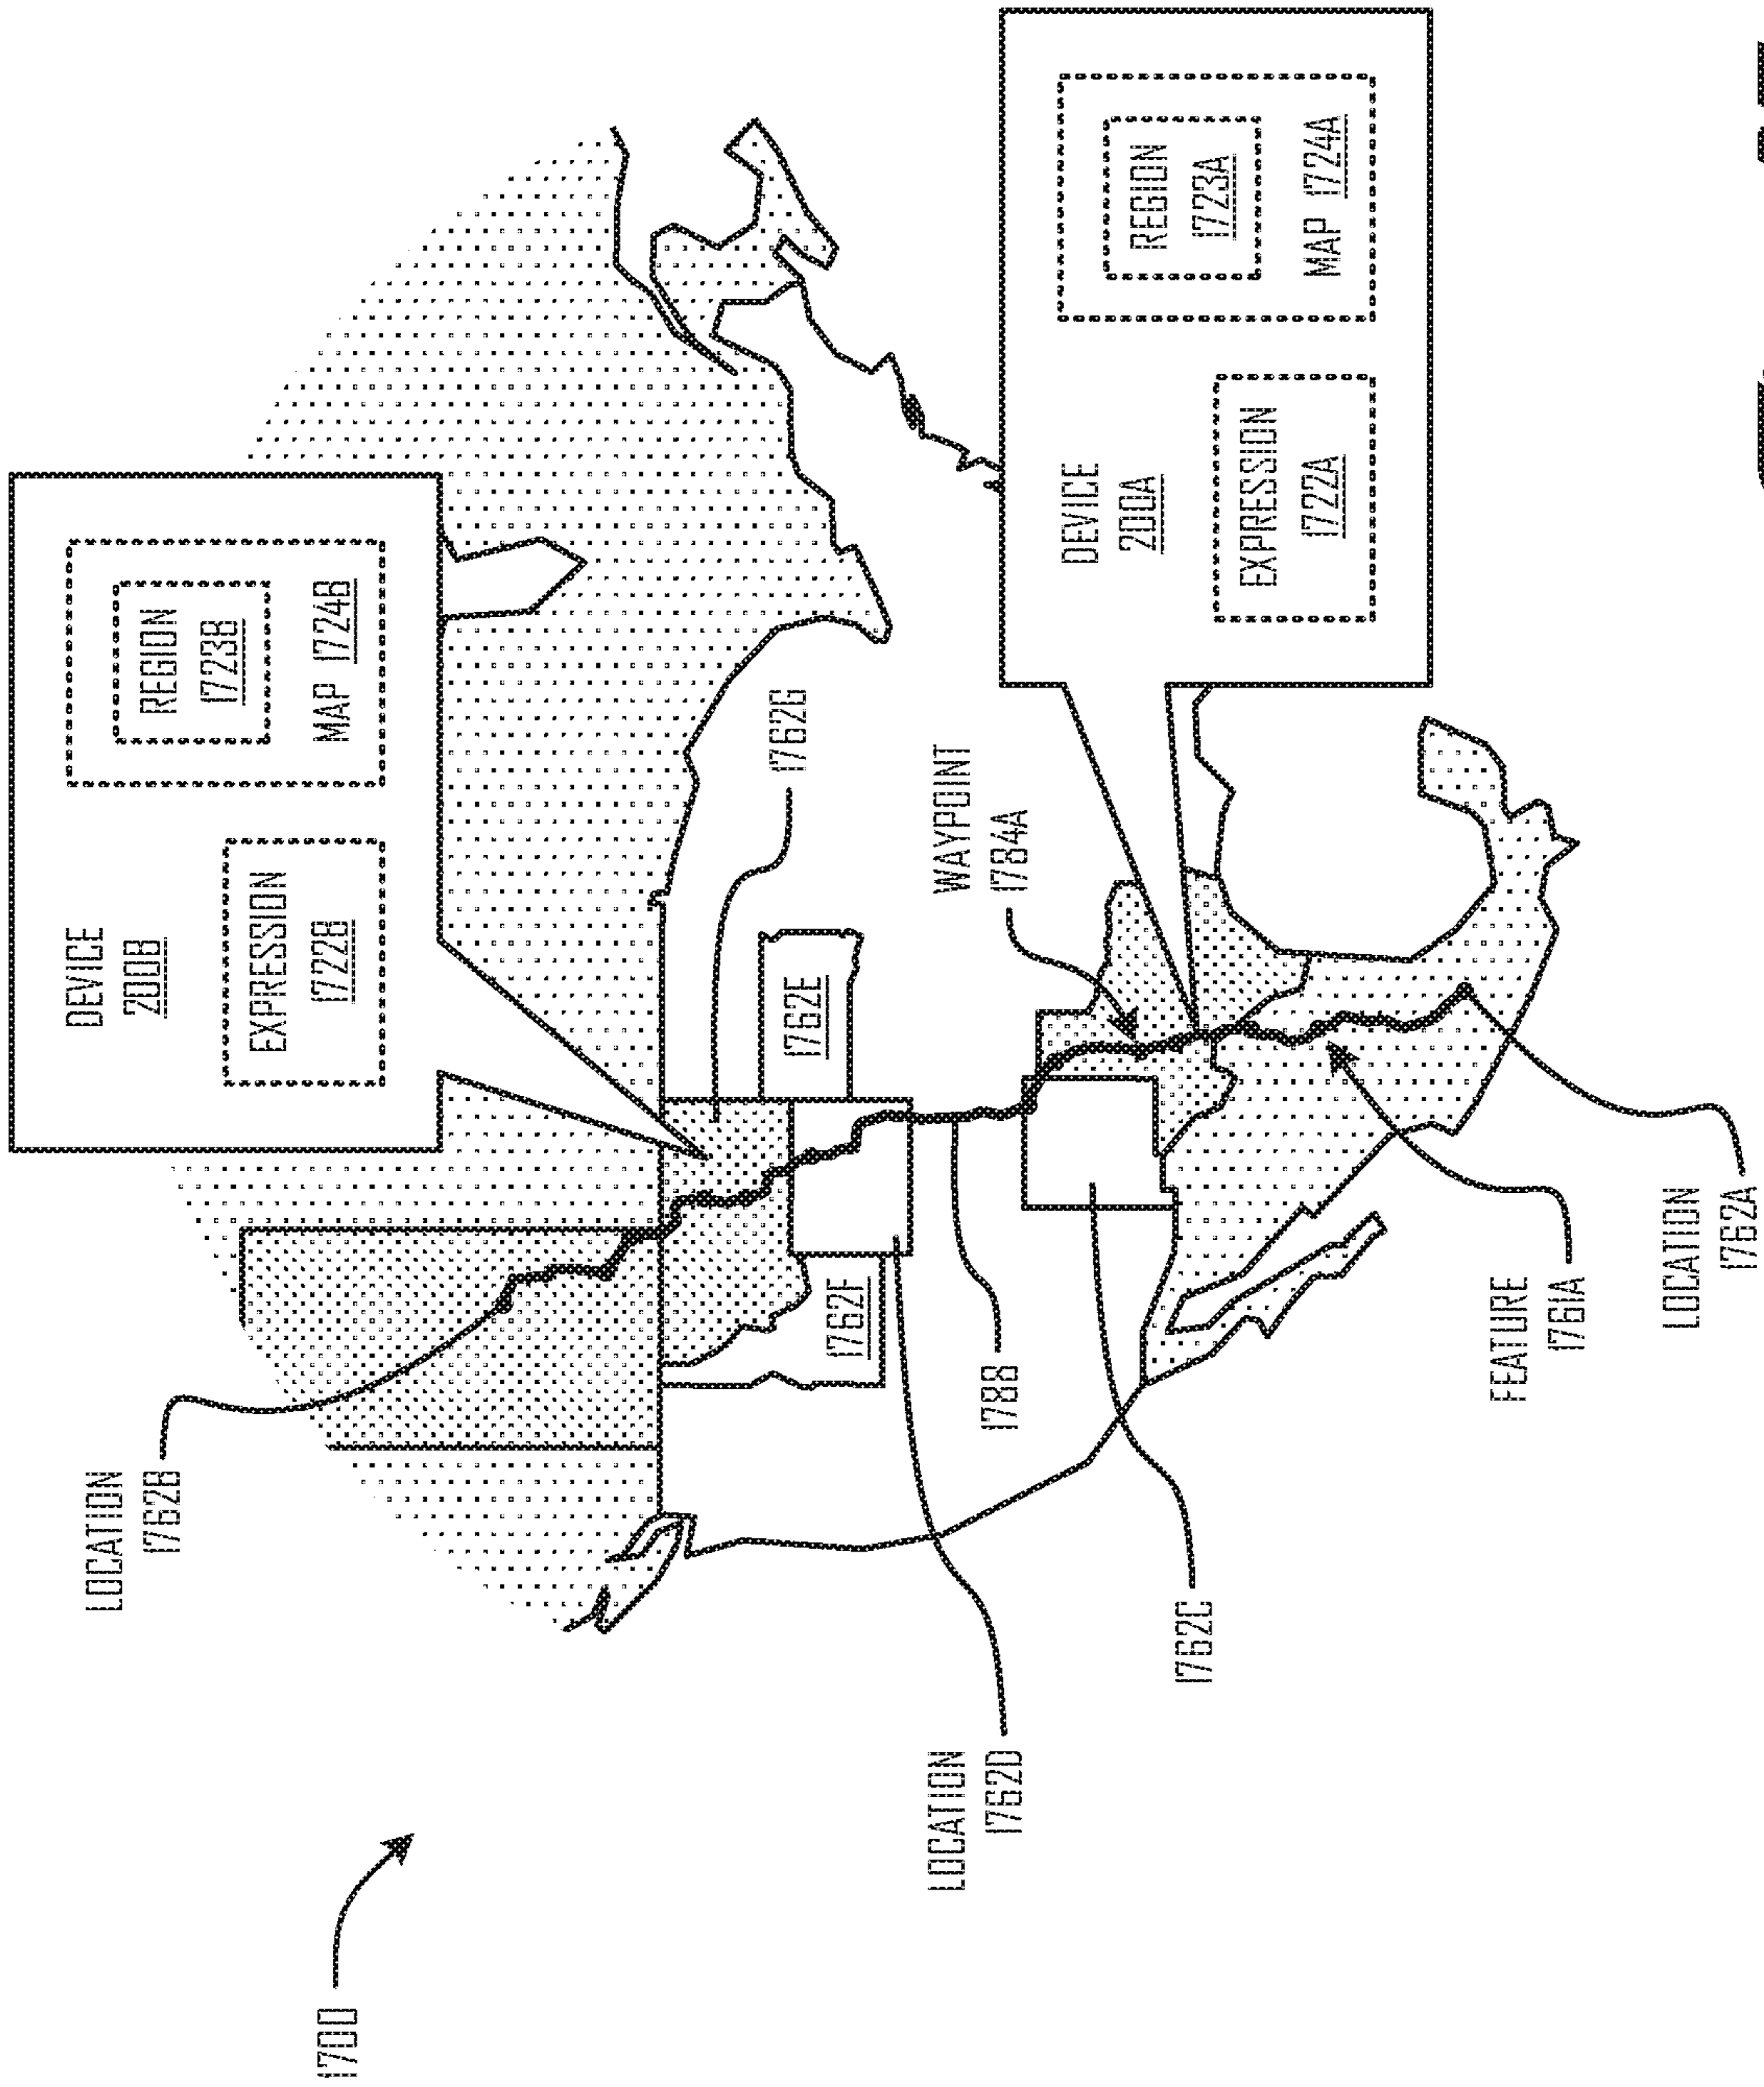 1700
LOCATION
1762B
DEVICE
200B
EXPRESSION
1722B
REGION
1723B
MAP 1724B
1762G
1762E
1762F
LOCATION
1762D
1788
1762C
WAYPOINT
1784A
DEVICE
200A
EXPRESSION
1722A
REGION
1723A
MAP 1724A
FEATURE
1761A
LOCATION
1762A